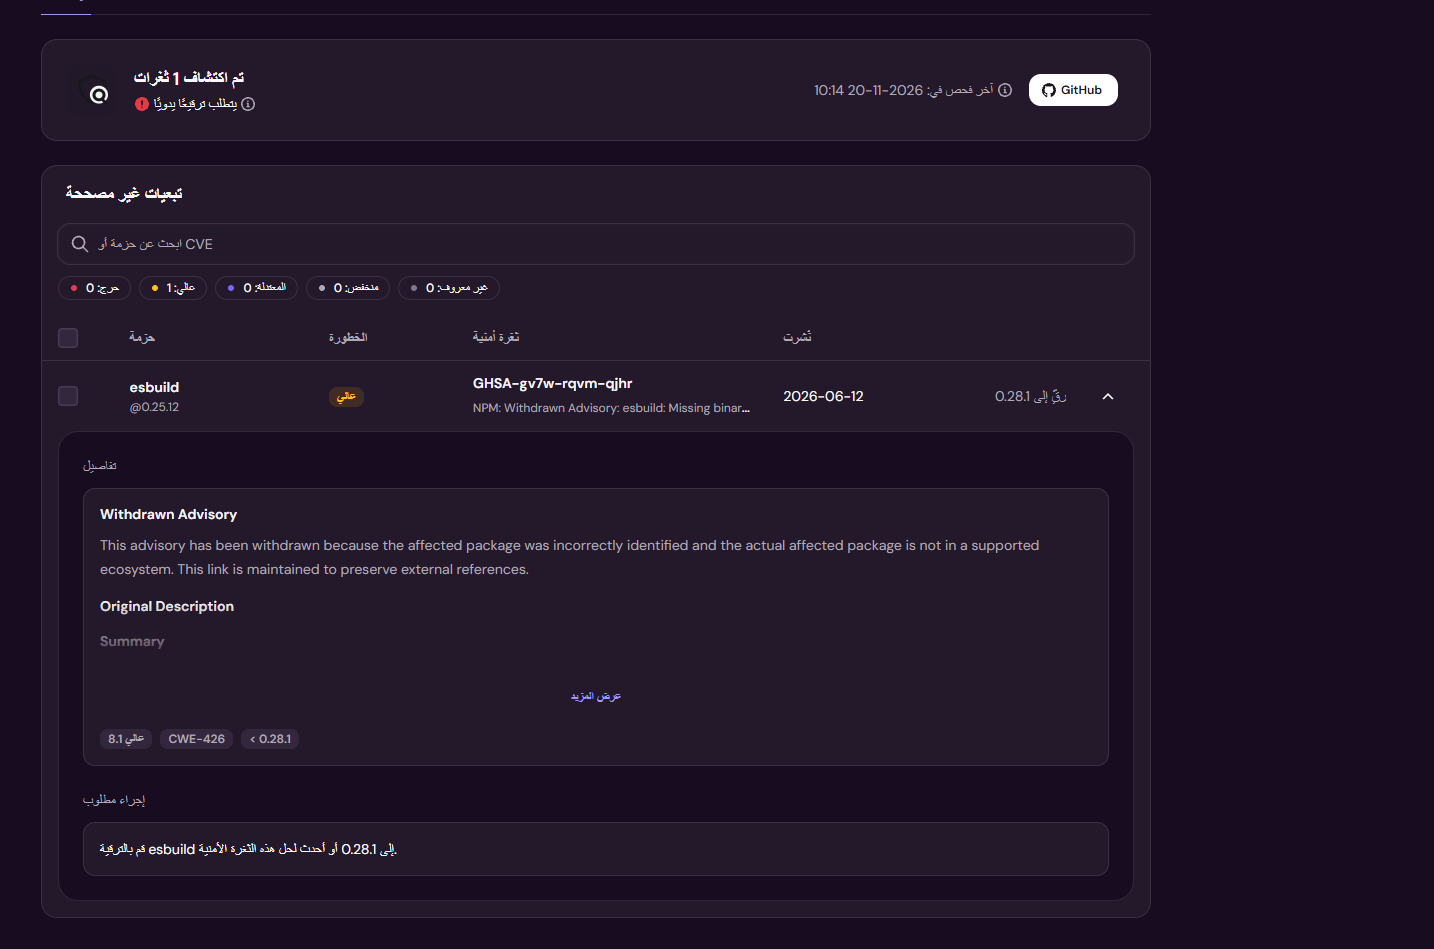 تم اكتشاف 1 ثغرات
يتطلب ترقيعًا يدويًا
آخر فحص في: 2026-11-20 10:14
GitHub
تبعيات غير مصححة
ابحث عن حزمة أو CVE
حرج: 0
عالي: 1
المعتدلة: 0
منخفض: 0
غير معروف: 0
حزمة
الخطورة
ثغرة أمنية
نُشرت
esbuild
@0.25.12
عالي
GHSA-gv7w-rqvm-qjhr
NPM: Withdrawn Advisory: esbuild: Missing binar...
2026-06-12
رقِّ إلى 0.28.1
تفاصيل
Withdrawn Advisory
This advisory has been withdrawn because the affected package was incorrectly identified and the actual affected package is not in a supported
ecosystem. This link is maintained to preserve external references.
Original Description
Summary
عرض المزيد
عالي 8.1
CWE-426
< 0.28.1
إجراء مطلوب
قم بالترقية esbuild إلى 0.28.1 أو أحدث لحل هذه الثغرة الأمنية.